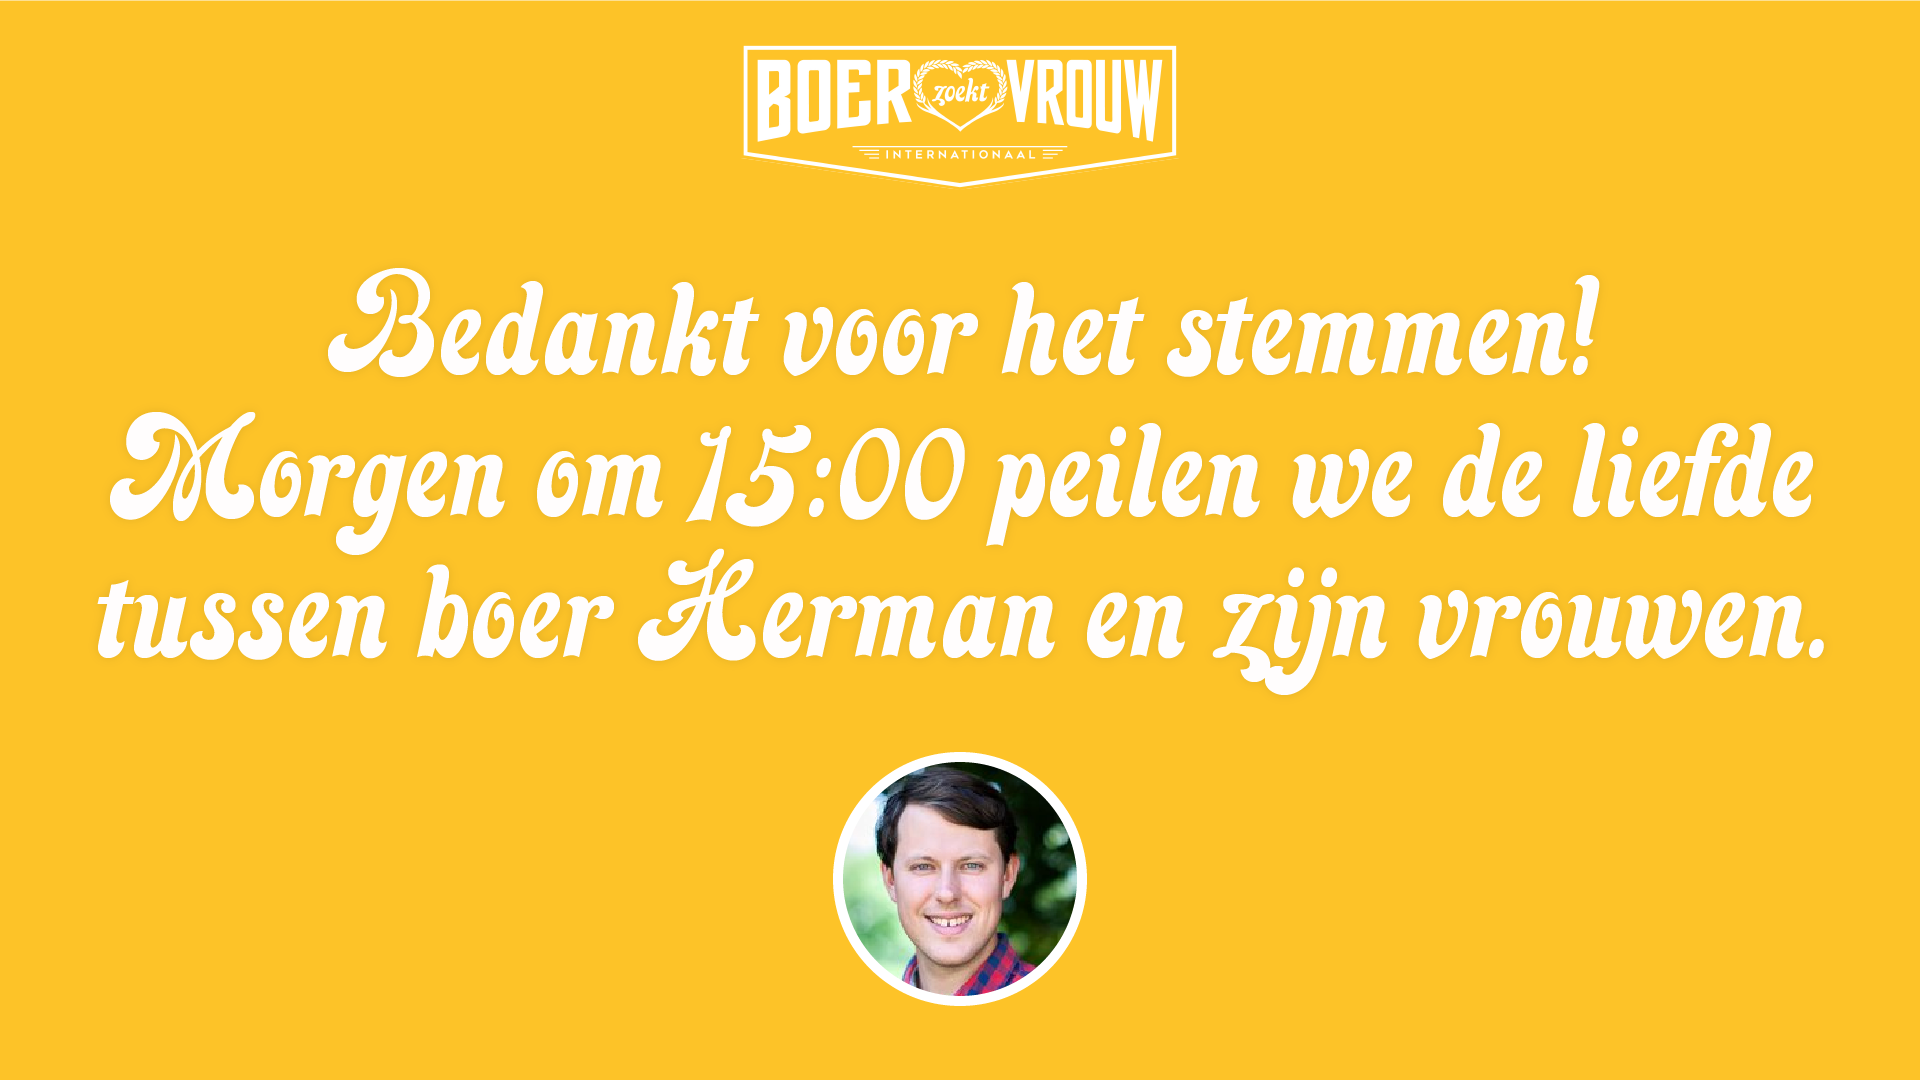 BOER zoekt VROUW
INTERNATIONAAL
Bedankt voor het stemmen!
Morgen om 15:00 peilen we de liefde
tussen boer Herman en zijn vrouwen.